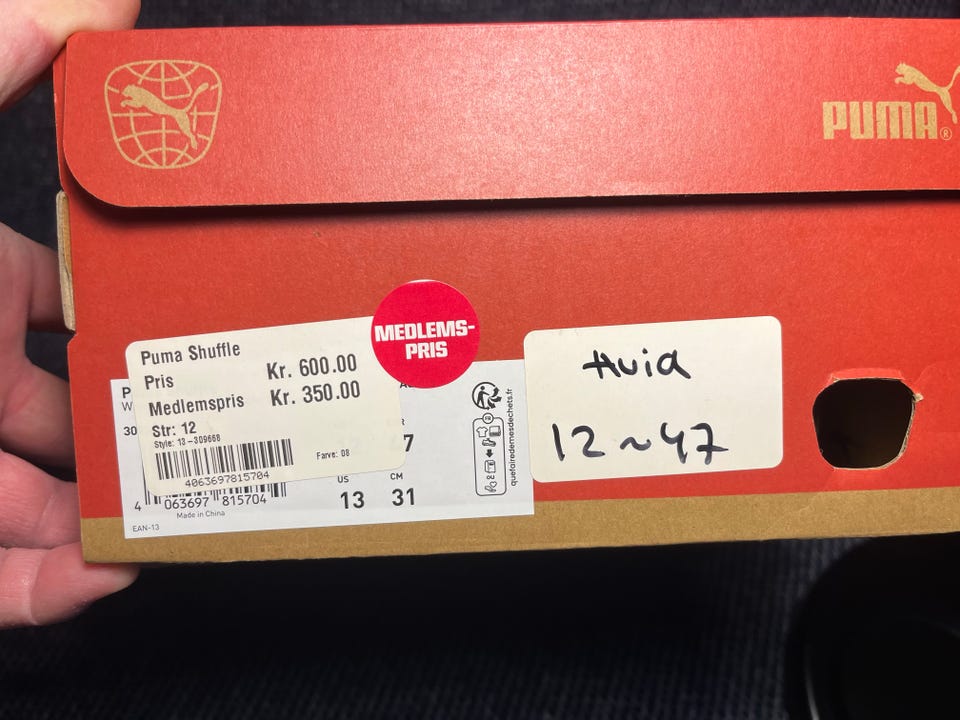 PUMA®
MEDLEMS-
PRIS
Puma Shuffle
Pris Kr. 600.00
Medlemspris Kr. 350.00
Str: 12
Style: 13-309668
Farve: 08
4063697815704
30
US CM
13 31
4 063697 815704
Made in China
EAN-13
FR
quefairedemesdechets.fr
Hvid
12~47